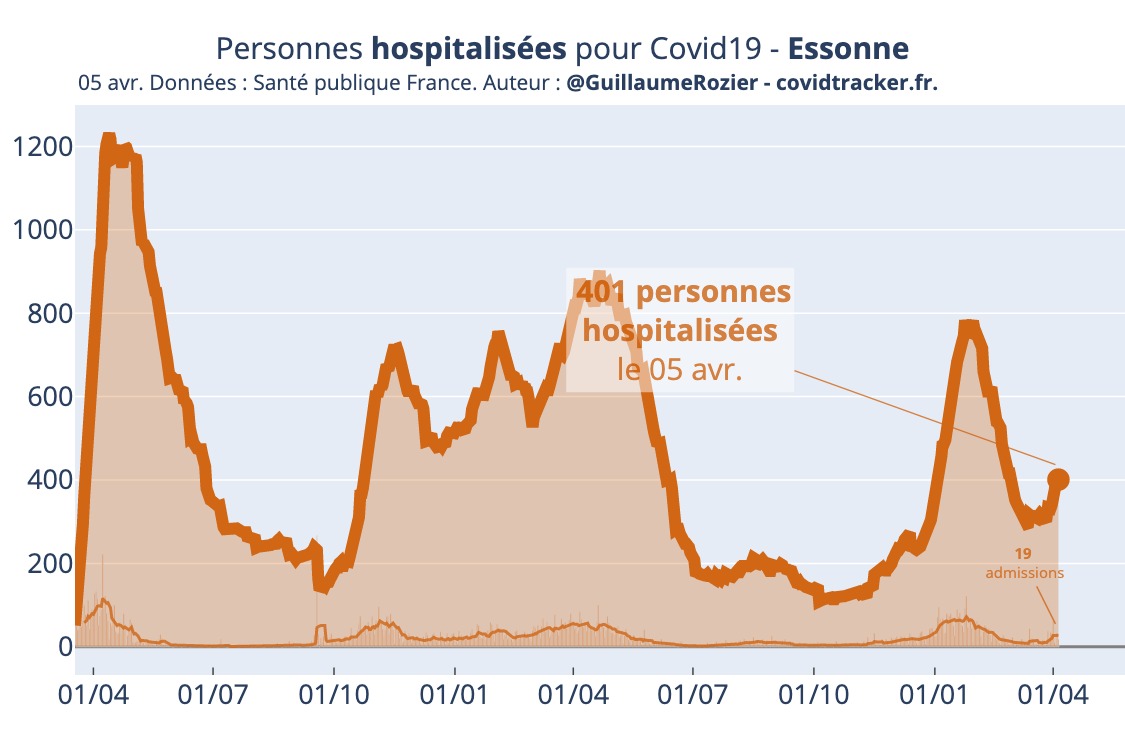 Personnes hospitalisées pour Covid19 - Essonne
05 avr. Données : Santé publique France. Auteur : @GuillaumeRozier - covidtracker.fr.
1200
1000
800
600
400
200
0
401 personnes
hospitalisées
le 05 avr.
19
admissions
01/04 01/07 01/10 01/01 01/04 01/07 01/10 01/01 01/04